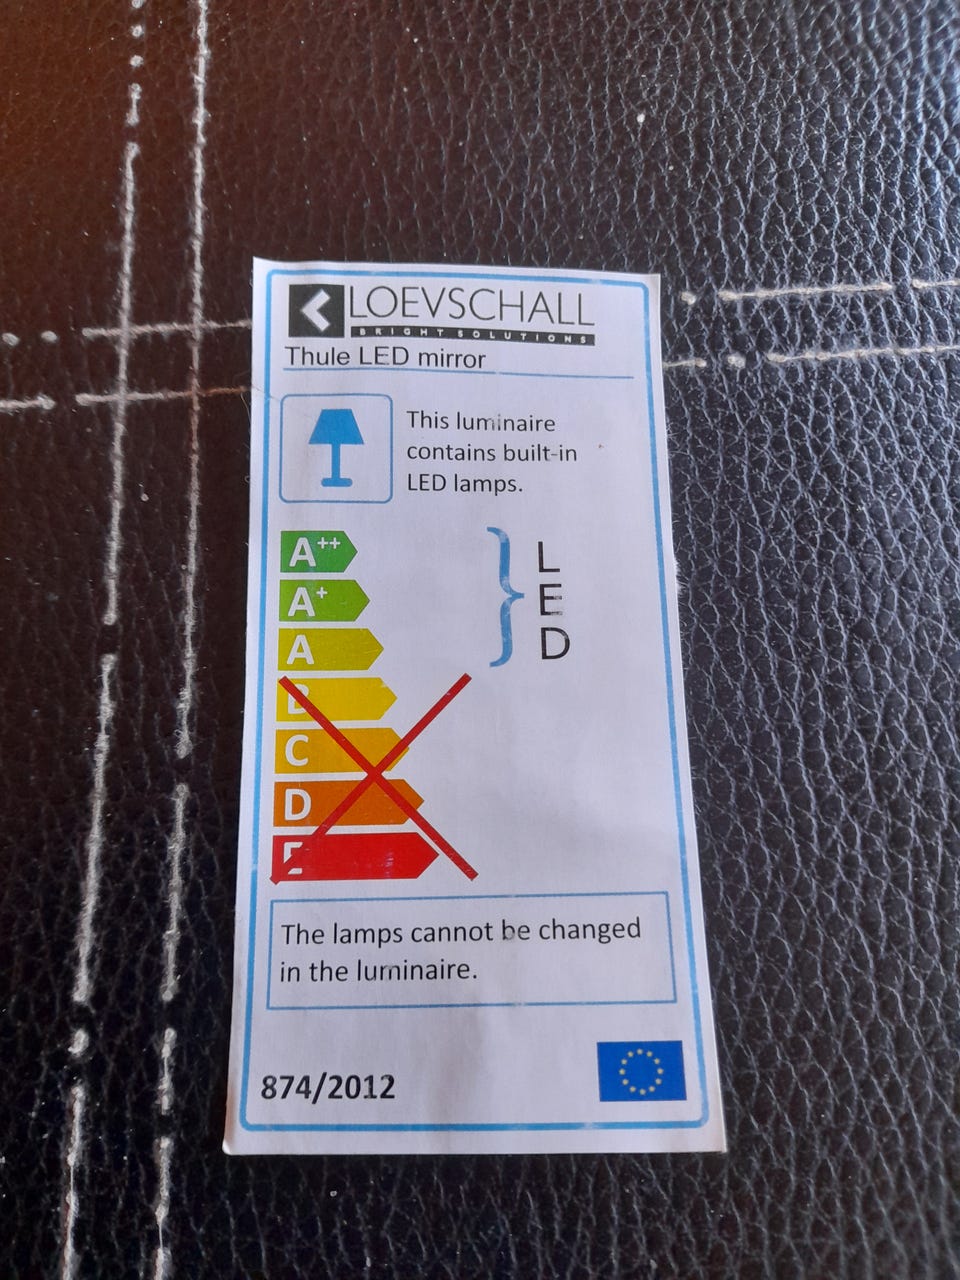 LOEVSCHALL
BRIGHT SOLUTIONS
Thule LED mirror
This luminaire
contains built-in
LED lamps.
A++
A+
A
B
C
D
E
L
E
D
The lamps cannot be changed
in the luminaire.
874/2012